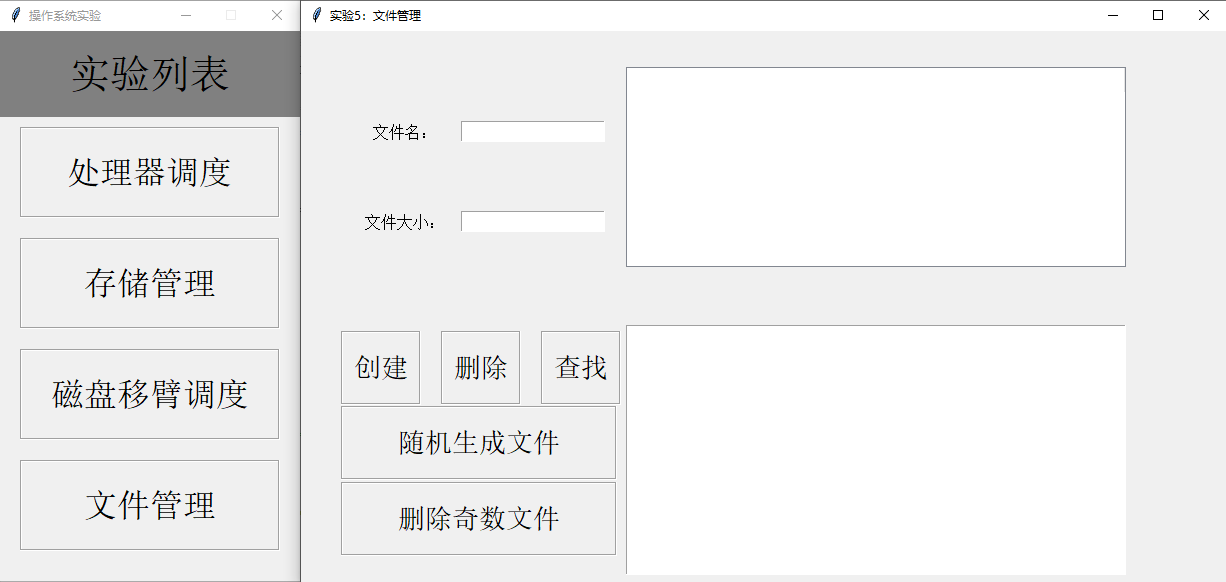 操作系统实验
实验列表
处理器调度
存储管理
磁盘移臂调度
文件管理
实验5：文件管理
文件名：
文件大小：
创建
删除
查找
随机生成文件
删除奇数文件